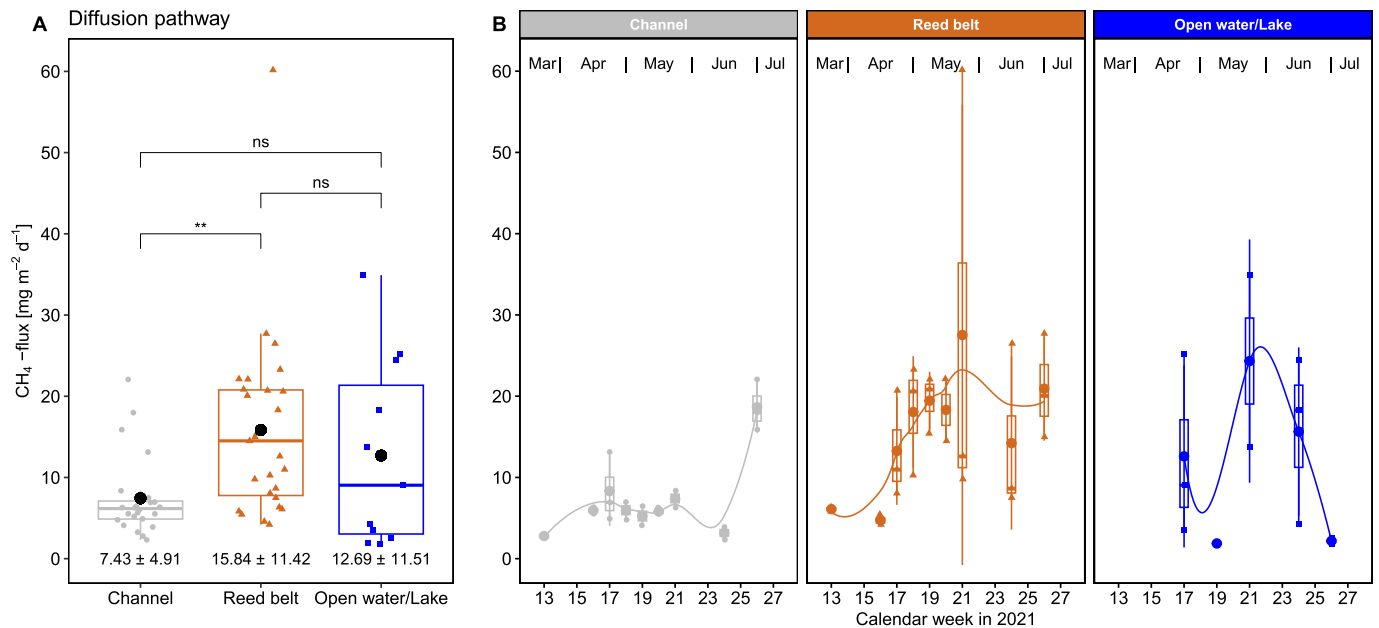 A Diffusion pathway
60
50
40
30
20
10
0
CH₄ −flux [mg m⁻² d⁻¹]
ns
ns
**
7.43 ± 4.91 15.84 ± 11.42 12.69 ± 11.51
Channel Reed belt Open water/Lake
B
Channel Reed belt Open water/Lake
Mar | Apr | May | Jun | Jul
Mar | Apr | May | Jun | Jul
Mar | Apr | May | Jun | Jul
60
50
40
30
20
10
0
13 15 17 19 21 23 25 27
13 15 17 19 21 23 25 27
13 15 17 19 21 23 25 27
Calendar week in 2021